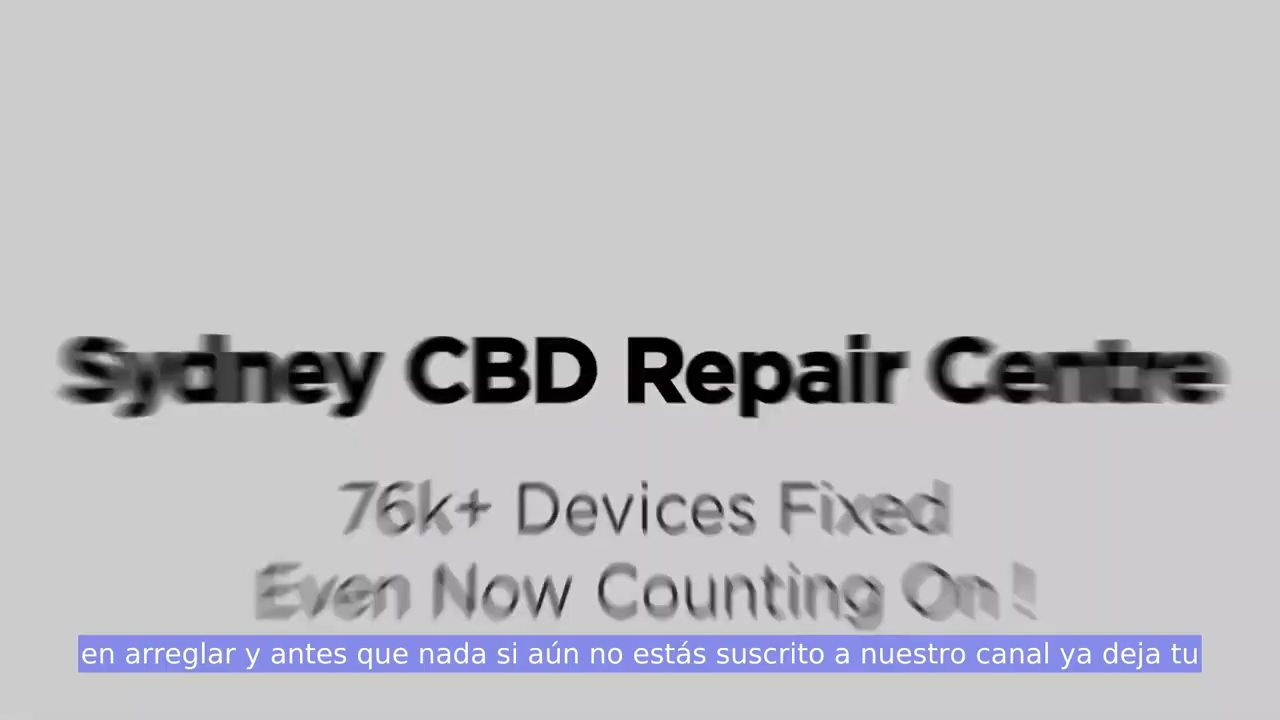 Sydney CBD Repair Centre
76k+ Devices Fixed
Even Now Counting On !
en arreglar y antes que nada si aún no estás suscrito a nuestro canal ya deja tu